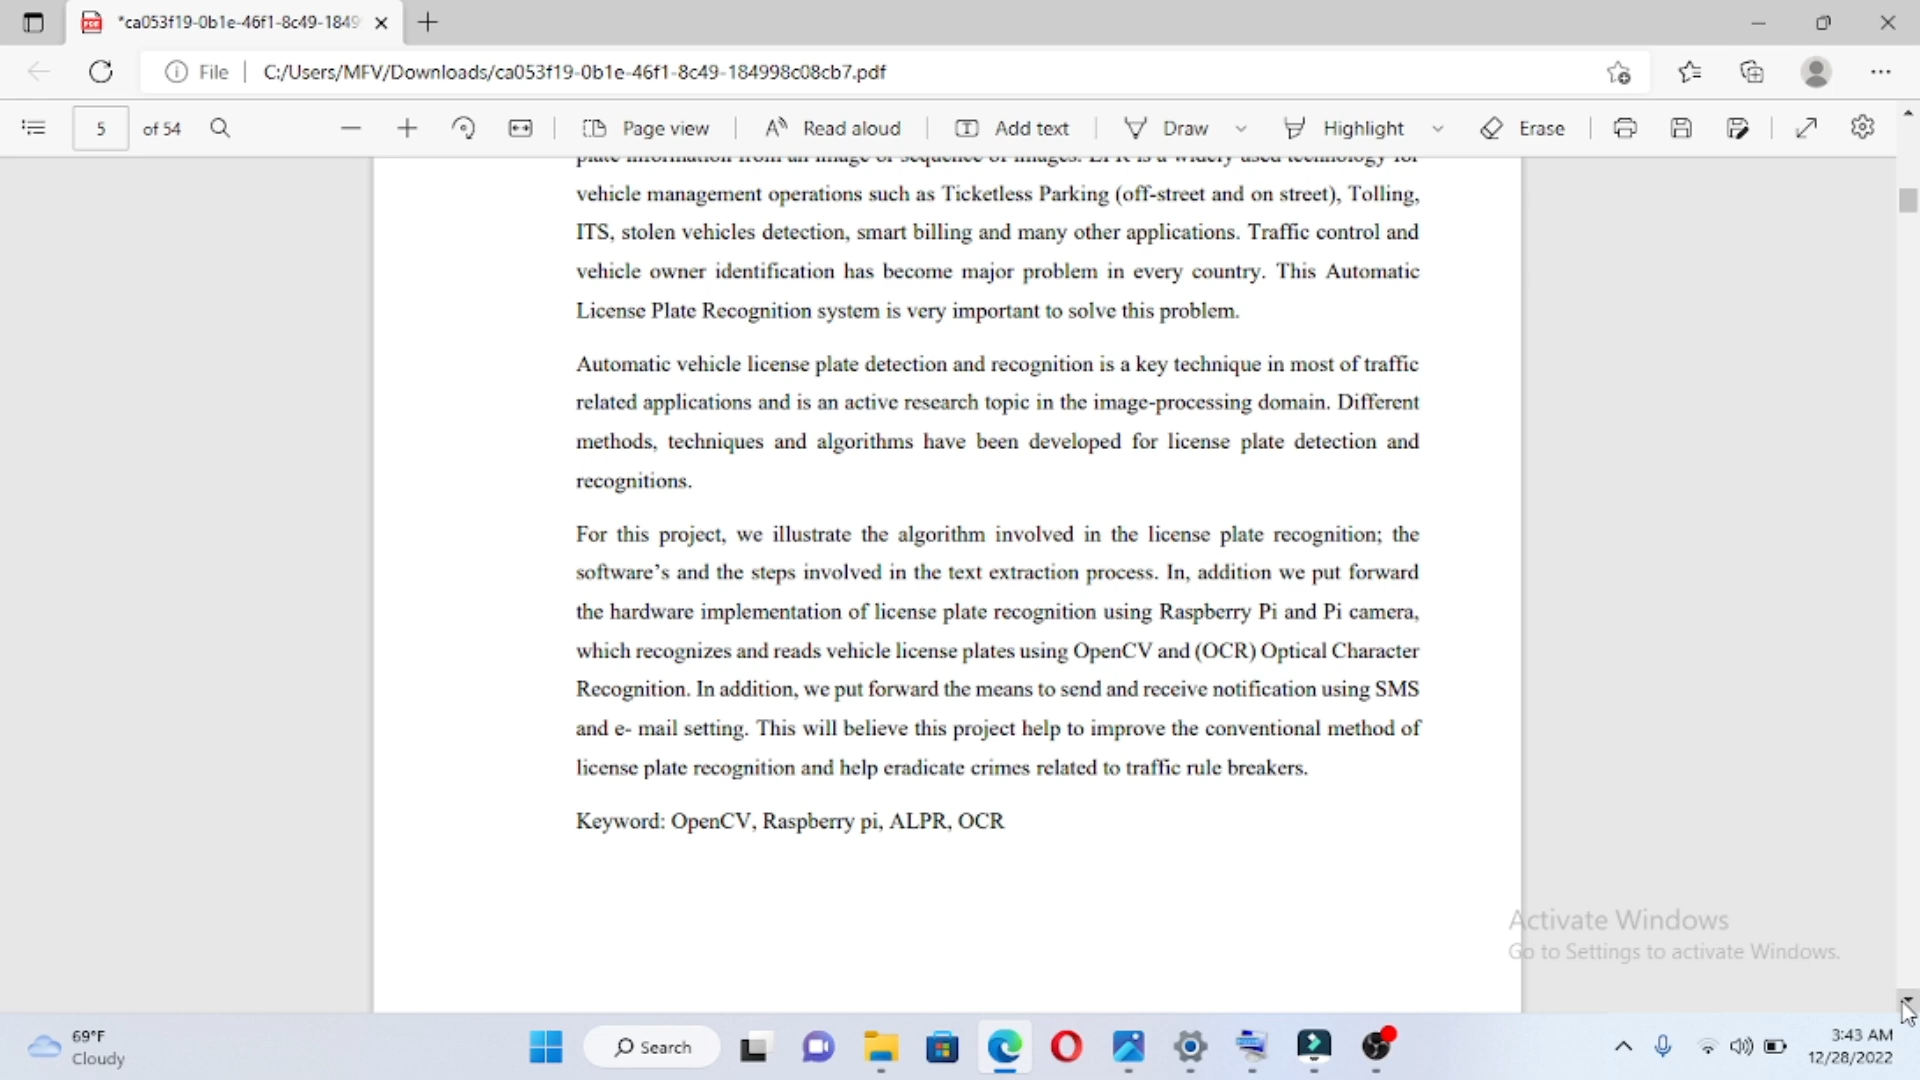 *ca053f19-0b1e-46f1-8c49-1849
File
C:/Users/MFV/Downloads/ca053f19-0b1e-46f1-8c49-184998c08cb7.pdf
5 of 54
Page view
Read aloud
Add text
Draw
Highlight
Erase
plate information from an image or sequence of images. LPR is a widely used technology for
vehicle management operations such as Ticketless Parking (off-street and on street), Tolling,
ITS, stolen vehicles detection, smart billing and many other applications. Traffic control and
vehicle owner identification has become major problem in every country. This Automatic
License Plate Recognition system is very important to solve this problem.
Automatic vehicle license plate detection and recognition is a key technique in most of traffic
related applications and is an active research topic in the image-processing domain. Different
methods, techniques and algorithms have been developed for license plate detection and
recognitions.
For this project, we illustrate the algorithm involved in the license plate recognition; the
software's and the steps involved in the text extraction process. In, addition we put forward
the hardware implementation of license plate recognition using Raspberry Pi and Pi camera,
which recognizes and reads vehicle license plates using OpenCV and (OCR) Optical Character
Recognition. In addition, we put forward the means to send and receive notification using SMS
and e- mail setting. This will believe this project help to improve the conventional method of
license plate recognition and help eradicate crimes related to traffic rule breakers.
Keyword: OpenCV, Raspberry pi, ALPR, OCR
Activate Windows
Go to Settings to activate Windows.
69°F
Cloudy
Search
3:43 AM
12/28/2022